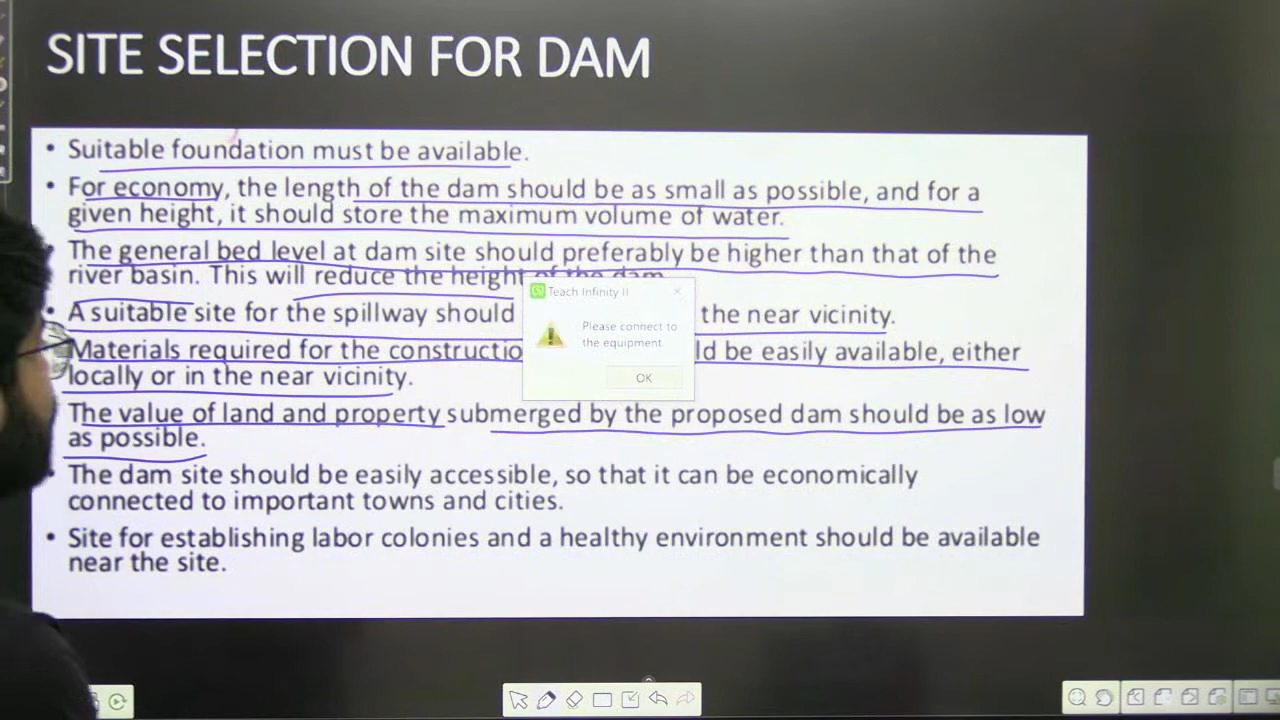 SITE SELECTION FOR DAM
• Suitable foundation must be available.
• For economy, the length of the dam should be as small as possible, and for a
given height, it should store the maximum volume of water.
• The general bed level at dam site should preferably be higher than that of the
river basin. This will reduce the height of the dam.
• A suitable site for the spillway should the near vicinity.
Materials required for the constructio ld be easily available, either
locally or in the near vicinity.
The value of land and property submerged by the proposed dam should be as low
as possible.
• The dam site should be easily accessible, so that it can be economically
connected to important towns and cities.
• Site for establishing labor colonies and a healthy environment should be available
near the site.
Teach Infinity II
Please connect to
the equipment.
OK